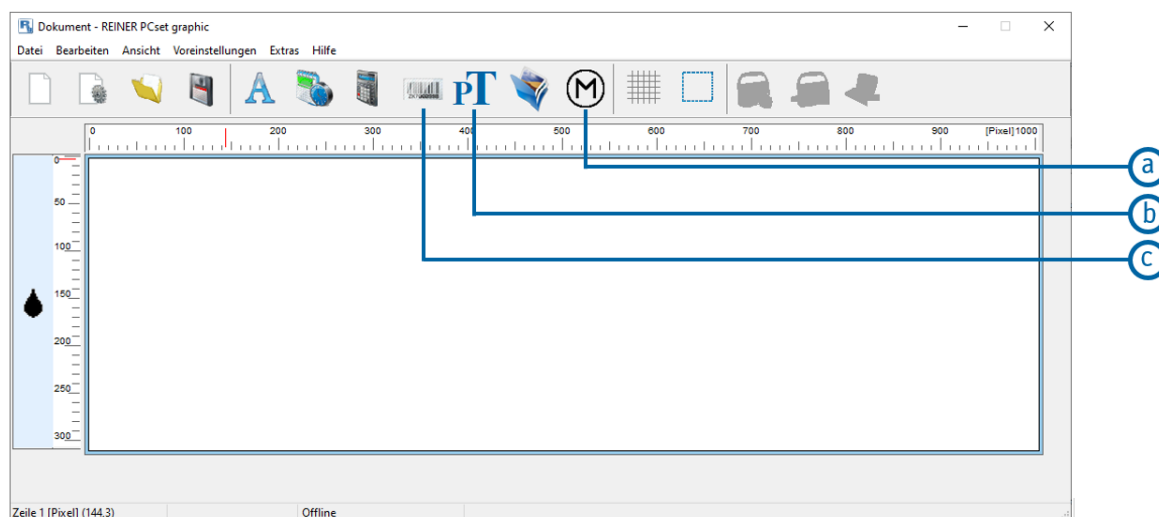 Dokument - REINER PCset graphic
Datei Bearbeiten Ansicht Voreinstellungen Extras Hilfe
A PT M
0 100 200 300 400 500 600 700 800 900 [Pixel] 1000
0
50
100
150
200
250
300
a
b
c
Zeile 1 [Pixel] (144,3) Offline